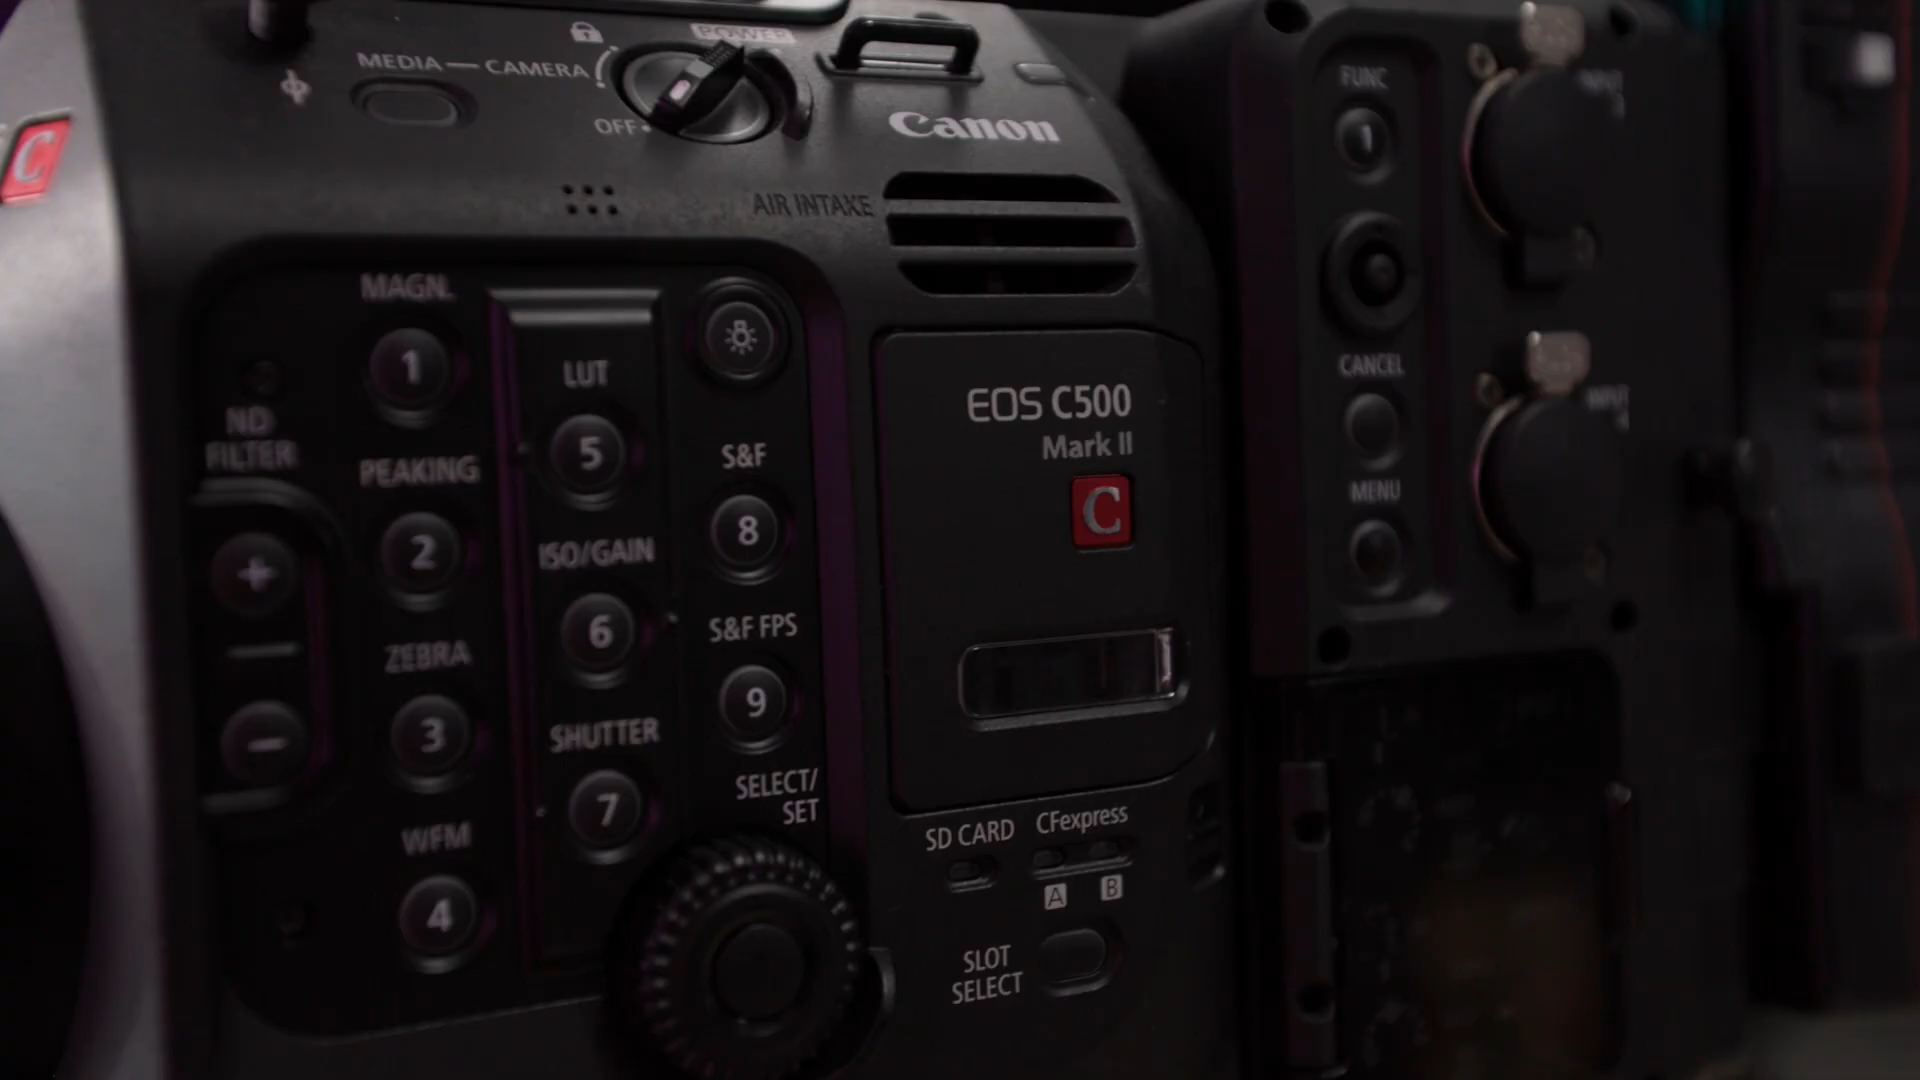 POWER
MEDIA — CAMERA
OFF
Canon
C
AIR INTAKE
MAGN.
1
ND
FILTER
+
−
PEAKING
2
ZEBRA
3
WFM
4
LUT
5
ISO/GAIN
6
SHUTTER
7
S&F
8
S&F FPS
9
SELECT/
SET
EOS C500
Mark II
C
SD CARD
CFexpress
A B
SLOT
SELECT
FUNC
1
CANCEL
MENU
INPUT
INPUT